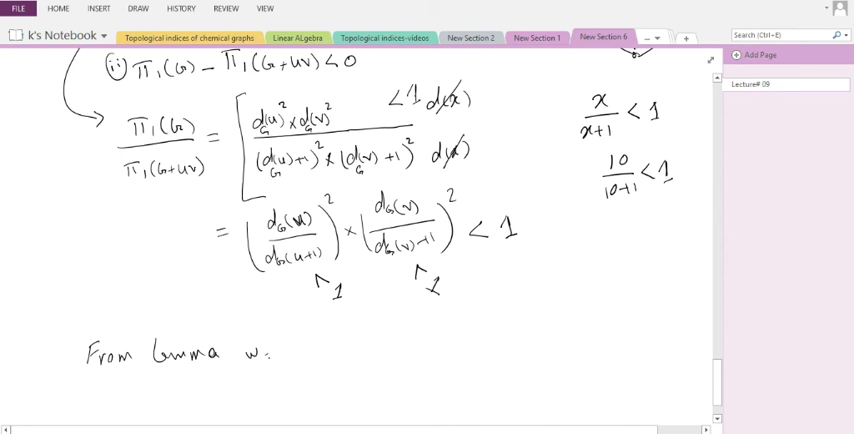 FILE HOME INSERT DRAW HISTORY REVIEW VIEW
k's Notebook Topological indices of chemical graphs Linear ALgebra Topological indices-videos New Section 2 New Section 1 New Section 6 Search (Ctrl+E)
Add Page
Lecture# 09
(ii) π₁(G) − π₁(G+uv) < 0
π₁(G) / π₁(G+uv) = [ d_G(u)² × d_G(v)² d(x) / (d_G(u)+1)² × (d_G(v)+1)² d(x) < 1
x / x+1 < 1
10 / 10+1 < 1
= ( d_G(u) / d_G(u+1) )² × ( d_G(v) / d_G(v)+1 )² < 1
< 1 < 1
From Lemma